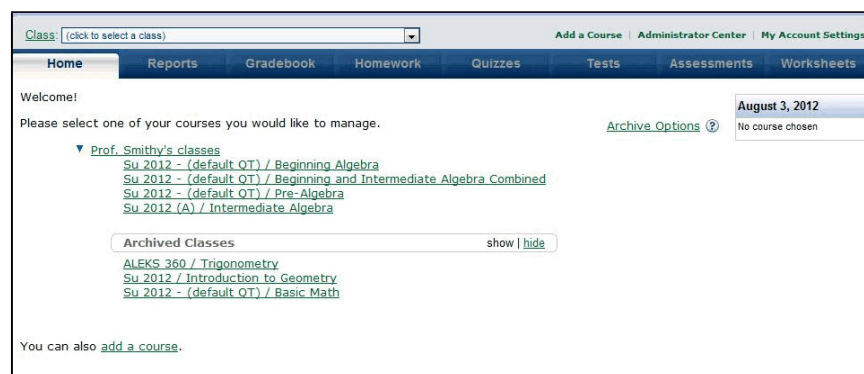 Class: (click to select a class) Add a Course | Administrator Center | My Account Settings
Home Reports Gradebook Homework Quizzes Tests Assessments Worksheets
Welcome!
August 3, 2012
Please select one of your courses you would like to manage. Archive Options ? No course chosen
Prof. Smithy's classes
Su 2012 - (default QT) / Beginning Algebra
Su 2012 - (default QT) / Beginning and Intermediate Algebra Combined
Su 2012 - (default QT) / Pre-Algebra
Su 2012 (A) / Intermediate Algebra
Archived Classes show | hide
ALEKS 360 / Trigonometry
Su 2012 / Introduction to Geometry
Su 2012 - (default QT) / Basic Math
You can also add a course.